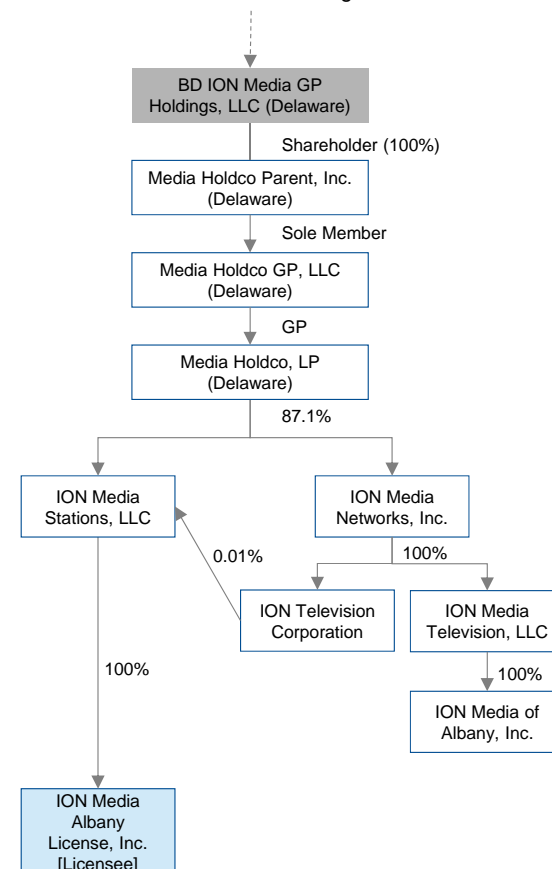 BD ION Media GP
Holdings, LLC (Delaware)
Shareholder (100%)
Media Holdco Parent, Inc.
(Delaware)
Sole Member
Media Holdco GP, LLC
(Delaware)
GP
Media Holdco, LP
(Delaware)
87.1%
ION Media
Stations, LLC
ION Media
Networks, Inc.
0.01%
100%
ION Television
Corporation
ION Media
Television, LLC
100%
100%
ION Media of
Albany, Inc.
ION Media
Albany
License, Inc.
[Licensee]